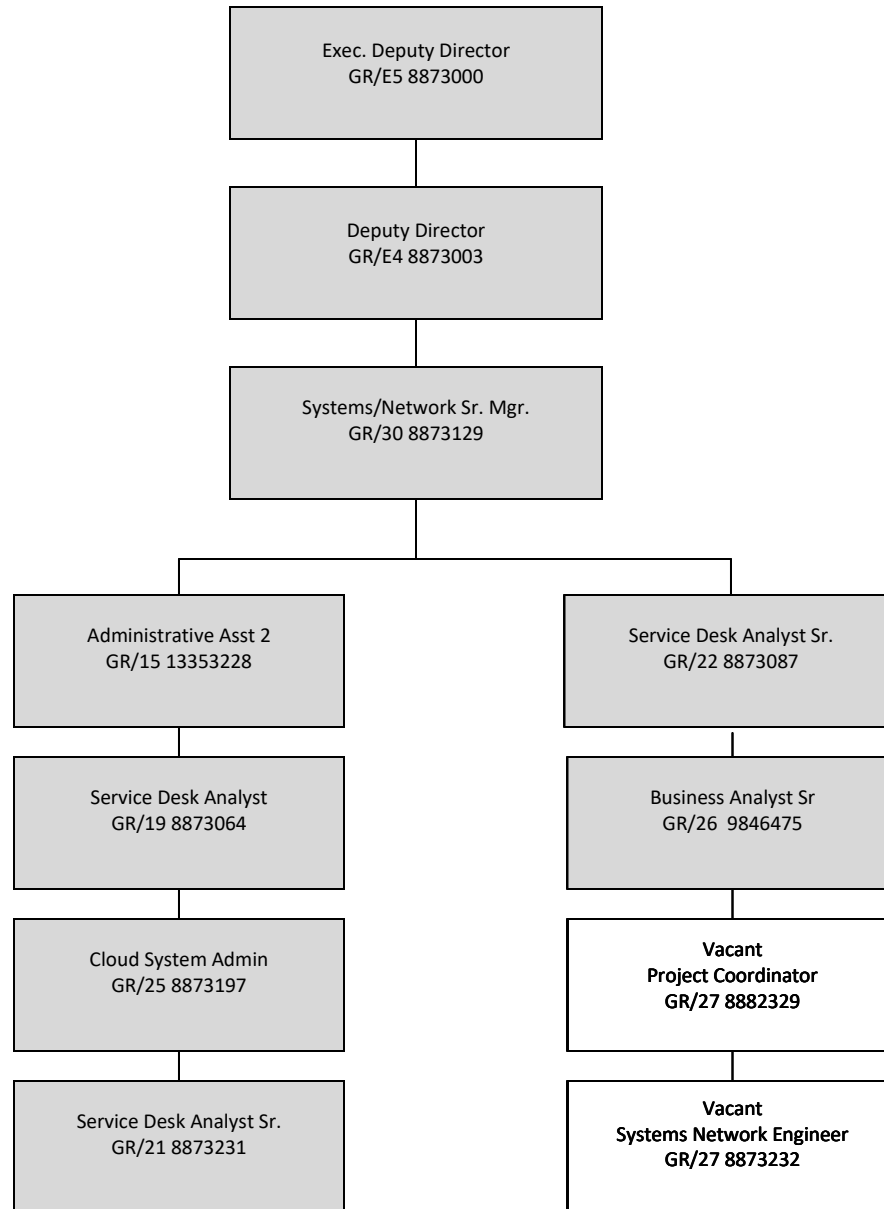 Exec. Deputy Director
GR/E5 8873000
Deputy Director
GR/E4 8873003
Systems/Network Sr. Mgr.
GR/30 8873129
Administrative Asst 2
GR/15 13353228
Service Desk Analyst Sr.
GR/22 8873087
Service Desk Analyst
GR/19 8873064
Business Analyst Sr
GR/26  9846475
Cloud System Admin
GR/25 8873197
Vacant
Project Coordinator
GR/27 8882329
Service Desk Analyst Sr.
GR/21 8873231
Vacant
Systems Network Engineer
GR/27 8873232